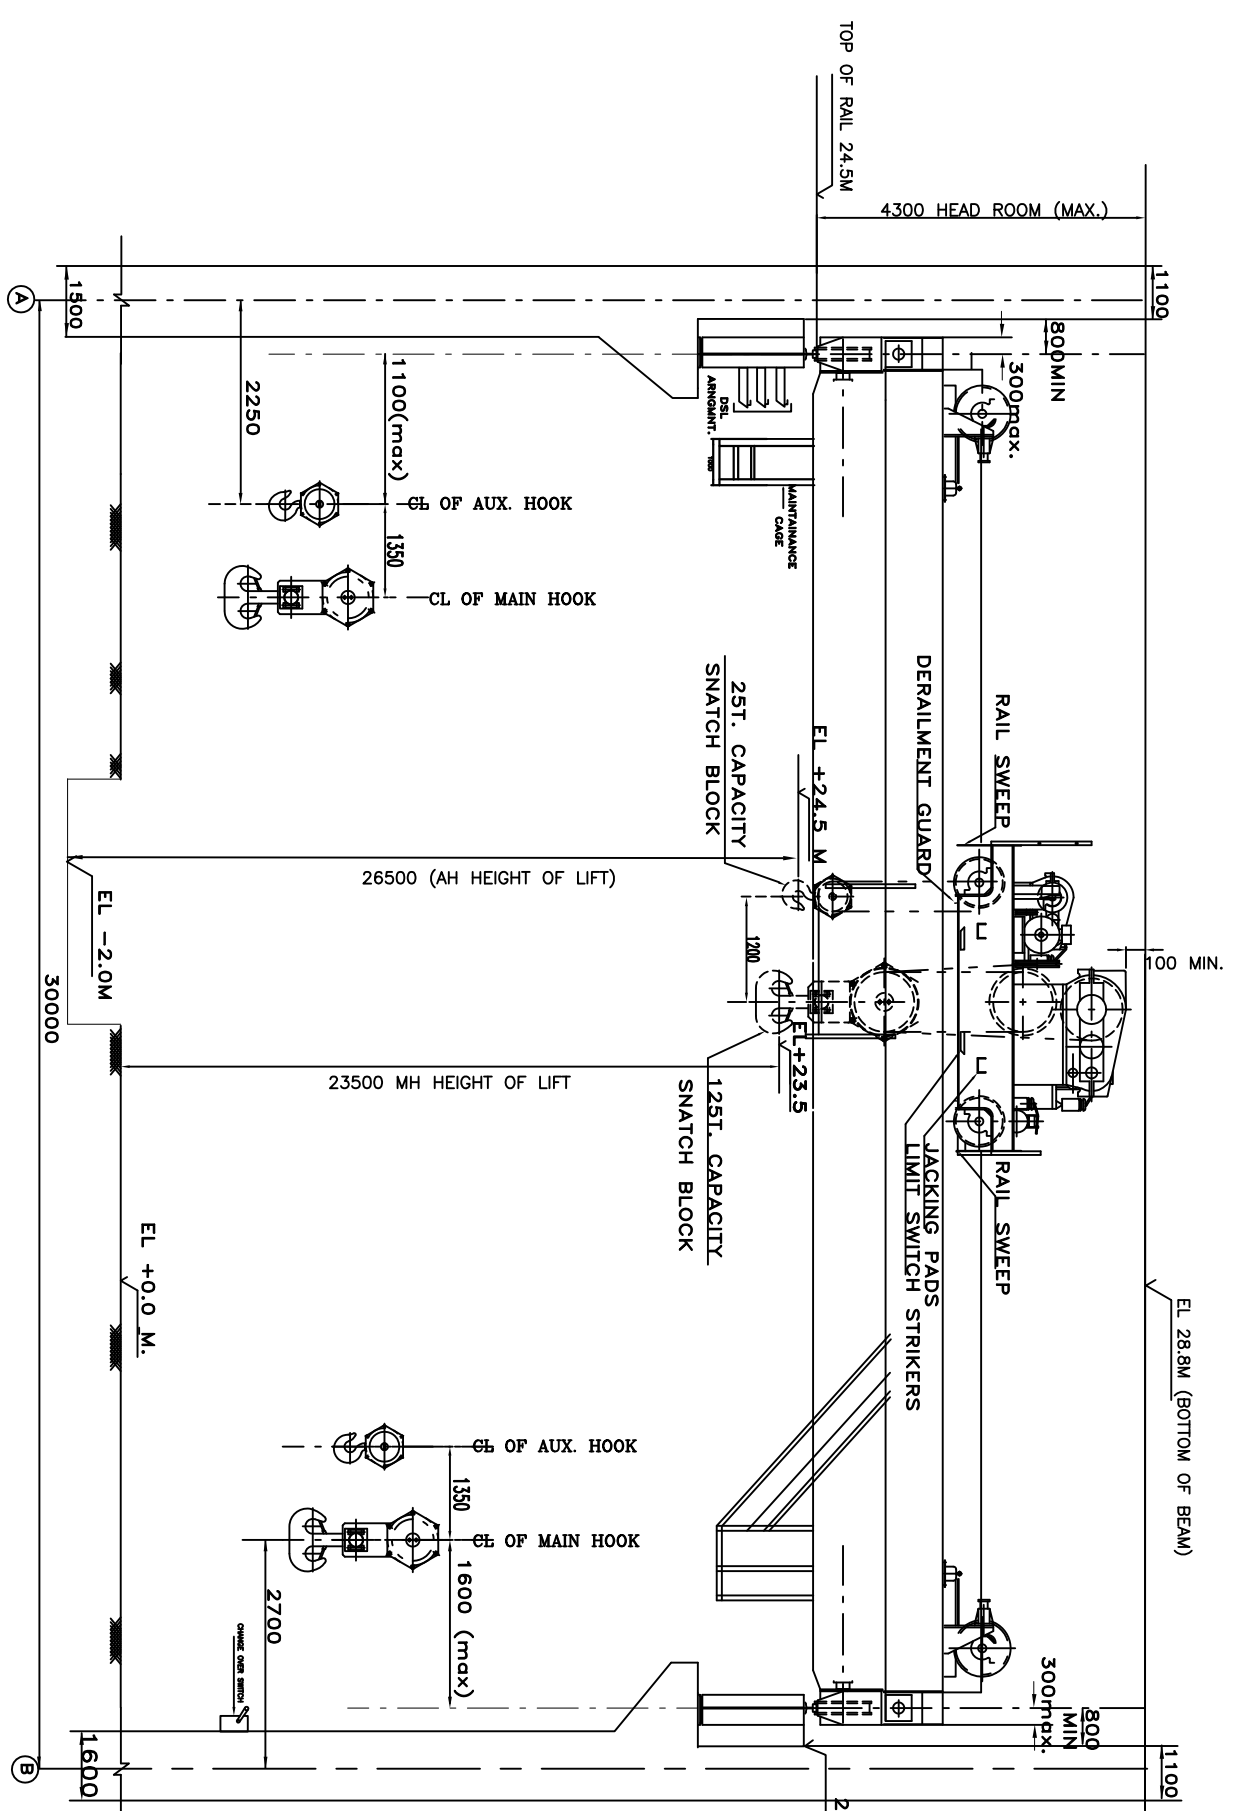 TOP OF RAIL 24.5M
4300 HEAD ROOM (MAX.)
1100
1500
A
800MIN
300max.
DSL
ARNGMNT.
1100(max)
2250
1000
MAINTAINANCE
CAGE
CL OF AUX. HOOK
1350
CL OF MAIN HOOK
25T. CAPACITY
SNATCH BLOCK
DERAILMENT GUARD
RAIL SWEEP
EL +24.5 M
26500 (AH HEIGHT OF LIFT)
EL -2.0M
1200
100 MIN.
30000
EL+23.5
23500 MH HEIGHT OF LIFT
125T. CAPACITY
SNATCH BLOCK
JACKING PADS
LIMIT SWITCH STRIKERS
RAIL SWEEP
EL +0.0 M.
EL 28.8M (BOTTOM OF BEAM)
CL OF AUX. HOOK
1350
CL OF MAIN HOOK
1600 (max)
2700
CHANGE OVER SWITCH
300max.
800
MIN
1100
1600
B
2